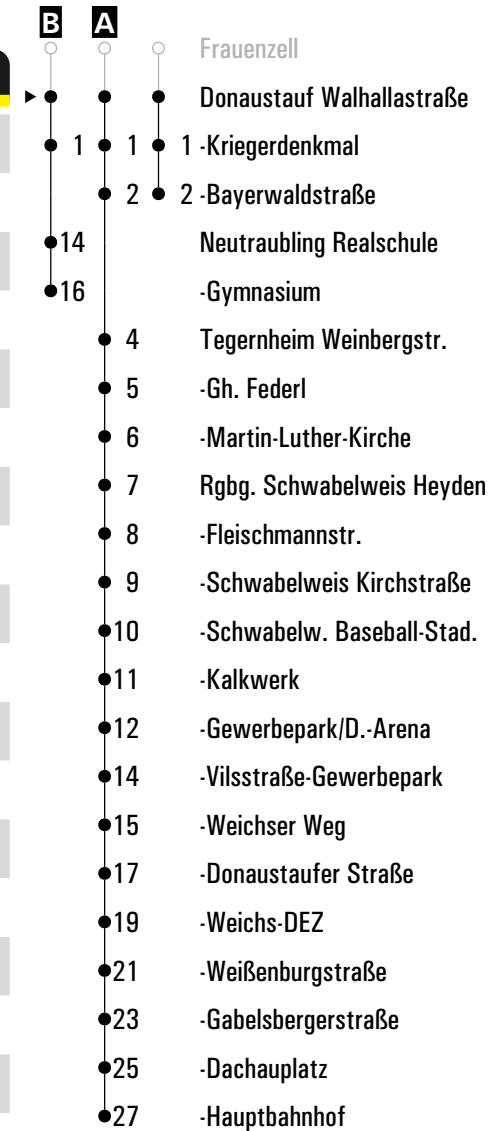 B A
Frauenzell
Donaustauf Walhallastraße
1 1 1 -Kriegerdenkmal
2 2 -Bayerwaldstraße
14 Neutraubling Realschule
16 -Gymnasium
4 Tegernheim Weinbergstr.
5 -Gh. Federl
6 -Martin-Luther-Kirche
7 Rgbg. Schwabelweis Heyden
8 -Fleischmannstr.
9 -Schwabelweis Kirchstraße
10 -Schwabelw. Baseball-Stad.
11 -Kalkwerk
12 -Gewerbepark/D.-Arena
14 -Vilsstraße-Gewerbepark
15 -Weichser Weg
17 -Donaustaufer Straße
19 -Weichs-DEZ
21 -Weißenburgstraße
23 -Gabelsbergerstraße
25 -Dachauplatz
27 -Hauptbahnhof